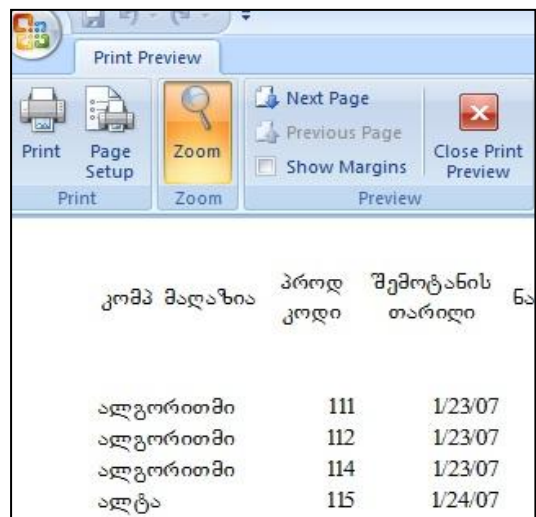 Print Preview
Print
Page Setup
Zoom
Next Page
Previous Page
Show Margins
Close Print Preview
Print
Zoom
Preview
კომპ მაღაზია
პროდ კოდი
შემოტანის თარიღი
ნა
ალგორითმი 111 1/23/07
ალგორითმი 112 1/23/07
ალგორითმი 114 1/23/07
ალტა 115 1/24/07